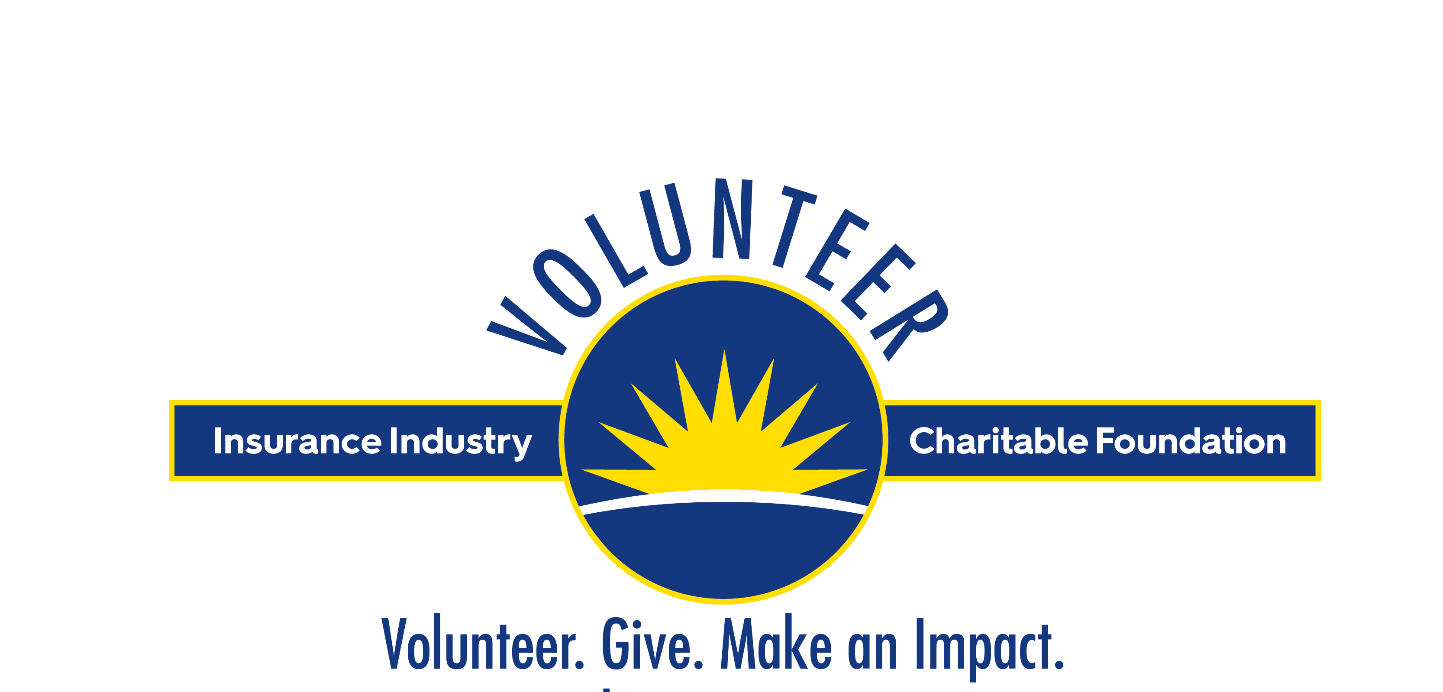 VOLUNTEER
Insurance Industry
Charitable Foundation
Volunteer. Give. Make an Impact.